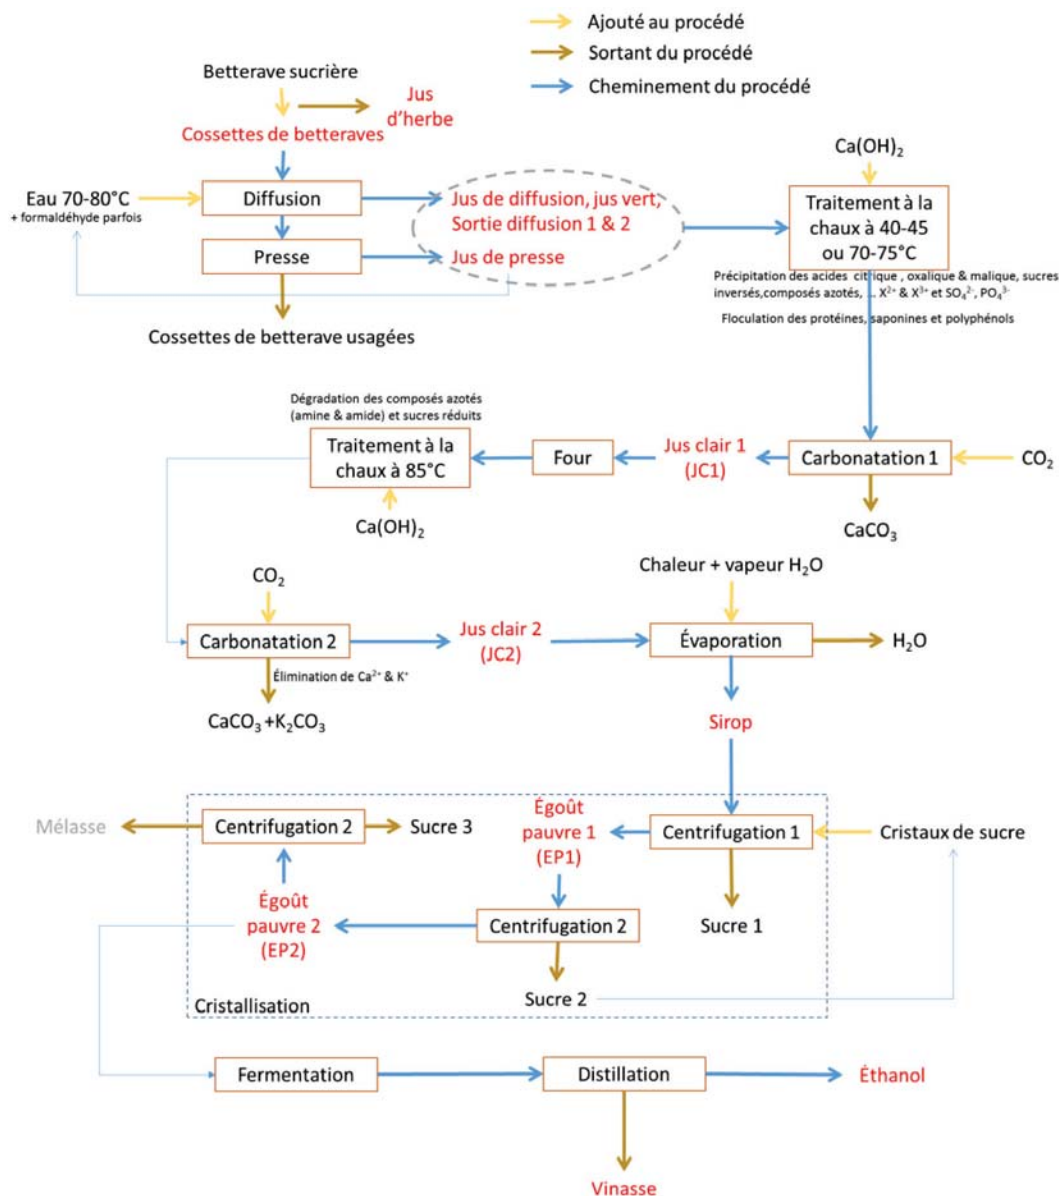 Ajouté au procédé
Sortant du procédé
Cheminement du procédé
Betterave sucrière
Jus
d'herbe
Cossettes de betteraves
Eau 70-80°C
+ formaldéhyde parfois
Diffusion
Jus de diffusion, jus vert,
Sortie diffusion 1 & 2
Presse
Jus de presse
Cossettes de betterave usagées
Ca(OH)₂
Traitement à la
chaux à 40-45
ou 70-75°C
Précipitation des acides citrique , oxalique & malique, sucres
inversés,composés azotés, ... X²⁺ & X³⁺ et SO₄²⁻, PO₄³⁻
Floculation des protéines, saponines et polyphénols
Dégradation des composés azotés
(amine & amide) et sucres réduits
Traitement à la
chaux à 85°C
Ca(OH)₂
Four
Jus clair 1
(JC1)
Carbonatation 1
CO₂
CaCO₃
CO₂
Carbonatation 2
Élimination de Ca²⁺ & K⁺
CaCO₃ +K₂CO₃
Jus clair 2
(JC2)
Chaleur + vapeur H₂O
Évaporation
H₂O
Sirop
Mélasse
Centrifugation 2
Sucre 3
Égoût
pauvre 1
(EP1)
Centrifugation 1
Cristaux de sucre
Égoût
pauvre 2
(EP2)
Centrifugation 2
Sucre 1
Sucre 2
Cristallisation
Fermentation
Distillation
Éthanol
Vinasse